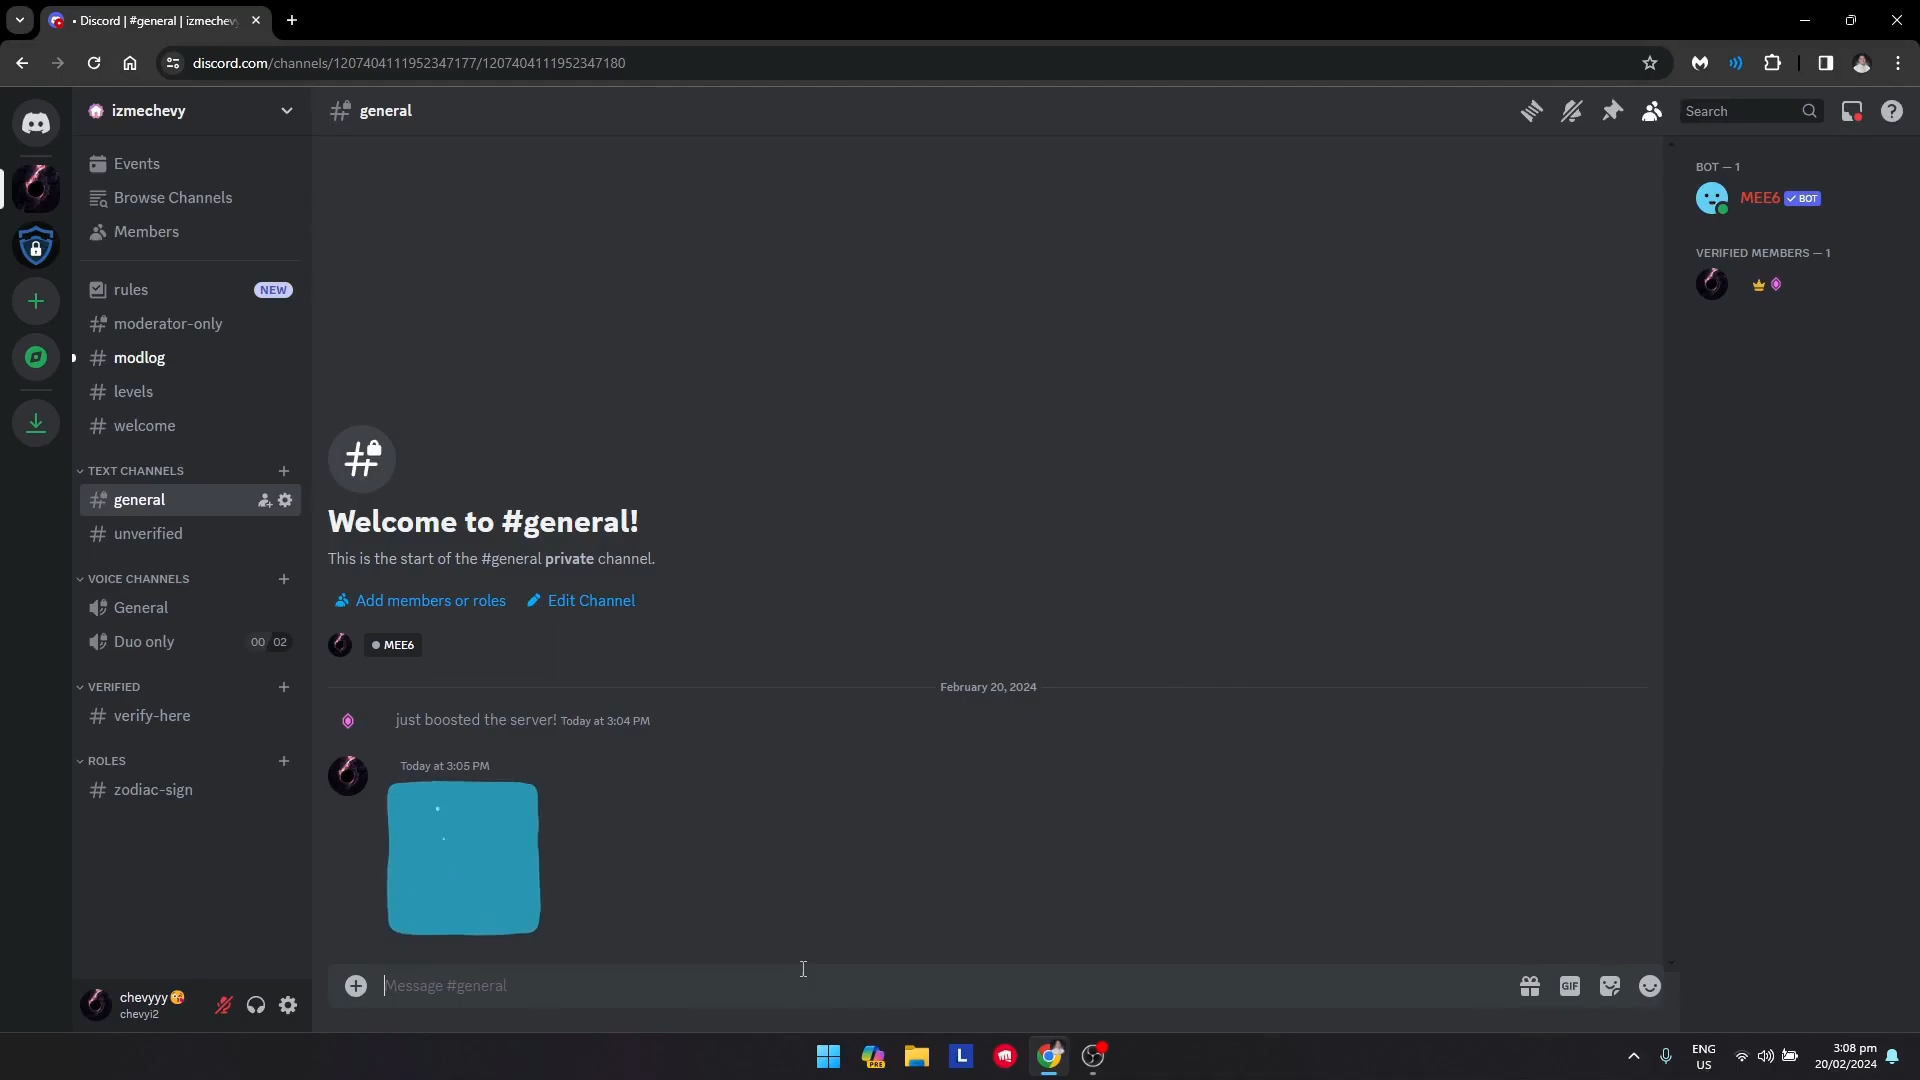 • Discord | #general | izmechevy
discord.com/channels/1207404111952347177/1207404111952347180
izmechevy
general
Search
Events
Browse Channels
Members
rules
NEW
moderator-only
modlog
levels
welcome
TEXT CHANNELS
general
unverified
VOICE CHANNELS
General
Duo only
00 02
VERIFIED
verify-here
ROLES
zodiac-sign
chevyyy😘
chevyi2
Welcome to #general!
This is the start of the #general private channel.
Add members or roles
Edit Channel
MEE6
February 20, 2024
just boosted the server! Today at 3:04 PM
Today at 3:05 PM
Message #general
GIF
BOT — 1
MEE6 ✓ BOT
VERIFIED MEMBERS — 1
PRE
L
ENG
US
3:08 pm
20/02/2024